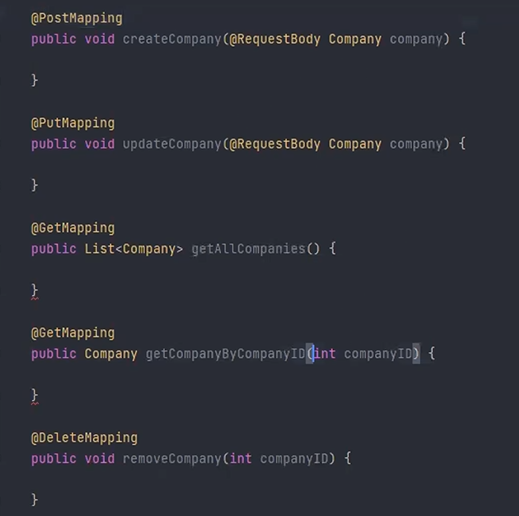 @PostMapping
public void createCompany(@RequestBody Company company) {
}
@PutMapping
public void updateCompany(@RequestBody Company company) {
}
@GetMapping
public List<Company> getAllCompanies() {
}
@GetMapping
public Company getCompanyByCompanyID(int companyID) {
}
@DeleteMapping
public void removeCompany(int companyID) {
}